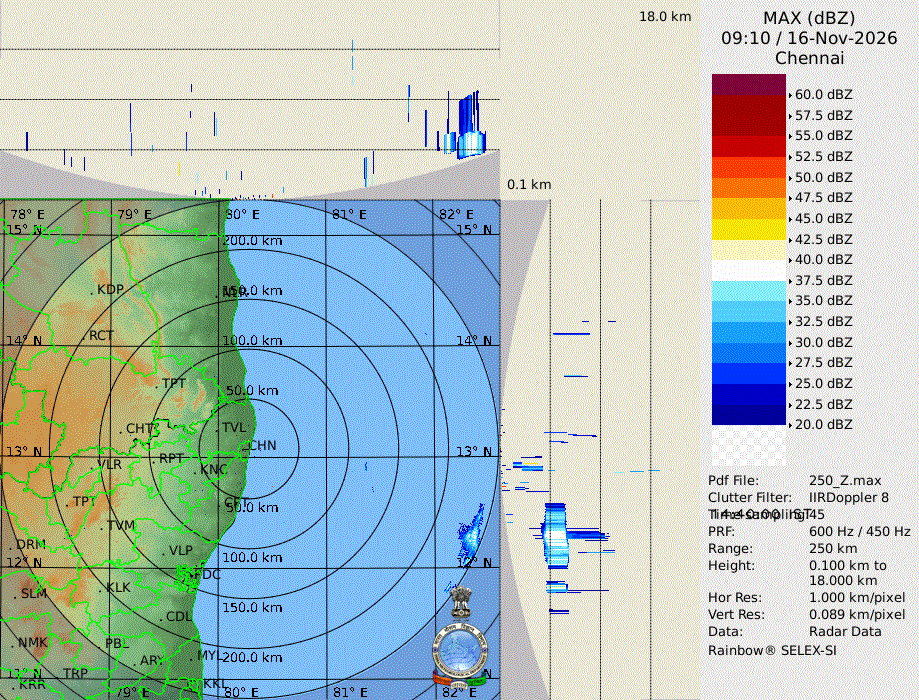 18.0 km
0.1 km
MAX (dBZ)
09:10 / 16-Nov-2026
Chennai
60.0 dBZ
57.5 dBZ
55.0 dBZ
52.5 dBZ
50.0 dBZ
47.5 dBZ
45.0 dBZ
42.5 dBZ
40.0 dBZ
37.5 dBZ
35.0 dBZ
32.5 dBZ
30.0 dBZ
27.5 dBZ
25.0 dBZ
22.5 dBZ
20.0 dBZ
Pdf File: 250_Z.max
Clutter Filter: IIRDoppler 8
PRF: 600 Hz / 450 Hz
Range: 250 km
Height: 0.100 km to
18.000 km
Hor Res: 1.000 km/pixel
Vert Res: 0.089 km/pixel
Data: Radar Data
Rainbow® SELEX-SI
78° E 79° E 80° E 81° E 82° E
15° N 15° N
200.0 km
KDP
150.0 km
RCT
100.0 km
14° N 14° N
TPT
50.0 km
CHT TVL
CHN
13° N 13° N
VLR RPT KNC
50.0 km
TVM
DRM VLP
100.0 km
12° N 12° N
SLM KLK
150.0 km
CDL
NMK PBL
ARY MYL 200.0 km
TRP
KRR KKL
79° E 80° E 81° E 82° E